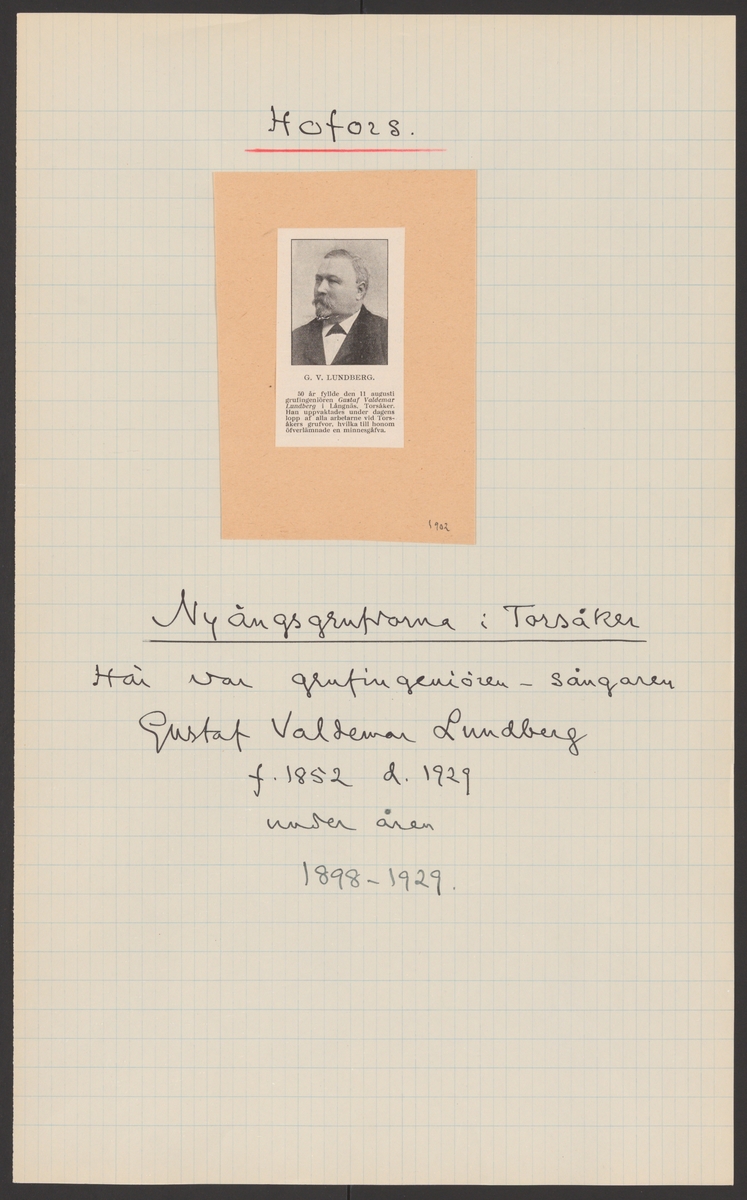 Hofors.
G. V. LUNDBERG.
50 år fyllde den 11 augusti
grufingeniören Gustaf Valdemar
Lundberg i Långnäs, Torsåker.
Han uppvaktades under dagens
lopp af alla arbetarne vid Tors-
åkers grufvor, hvilka till honom
öfverlämnade en minnesgåfva.
1902
Nyängsgrufvorna i Torsåker
Här var grufingeniören - sångaren
Gustaf Valdemar Lundberg
f. 1852 d. 1929
under åren
1898-1929.